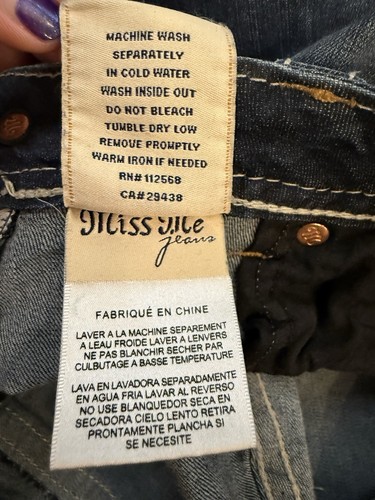 MACHINE WASH
SEPARATELY
IN COLD WATER
WASH INSIDE OUT
DO NOT BLEACH
TUMBLE DRY LOW
REMOVE PROMPTLY
WARM IRON IF NEEDED
RN# 112568
CA# 29438
Miss Me
jeans
FABRIQUÉ EN CHINE
LAVER A LA MACHINE SEPAREMENT
A LEAU FROIDE LAVER A LENVERS
NE PAS BLANCHIR SECHER PAR
CULBUTAGE A BASSE TEMPERATURE
LAVA EN LAVADORA SEPARADAMENTE
EN AGUA FRIA LAVAR AL REVERSO
NO USE BLANQUEDOR SECA EN
SECADORA CIELO LENTO RETIRA
PRONTAMENTE PLANCHA SI
SE NECESITE